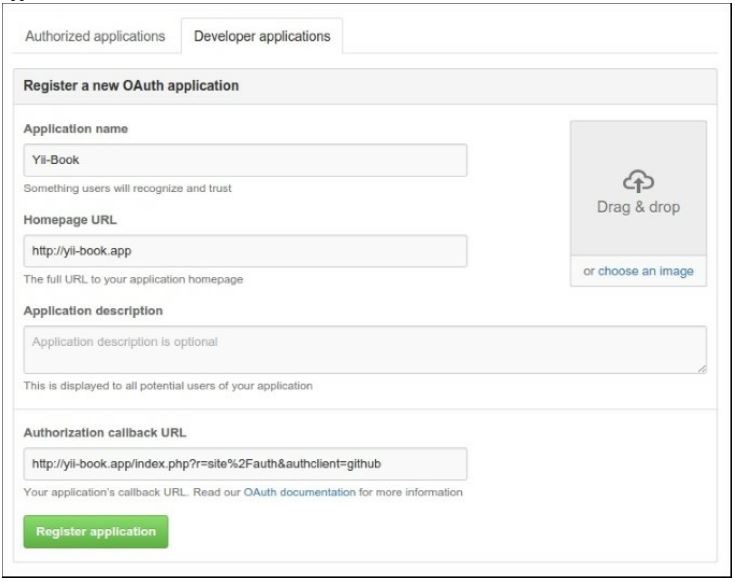 Authorized applications Developer applications
Register a new OAuth application
Application name
Yii-Book
Something users will recognize and trust
Drag & drop
Homepage URL
http://yii-book.app
or choose an image
The full URL to your application homepage
Application description
Application description is optional
This is displayed to all potential users of your application
Authorization callback URL
http://yii-book.app/index.php?r=site%2Fauth&authclient=github
Your application's callback URL. Read our OAuth documentation for more information
Register application